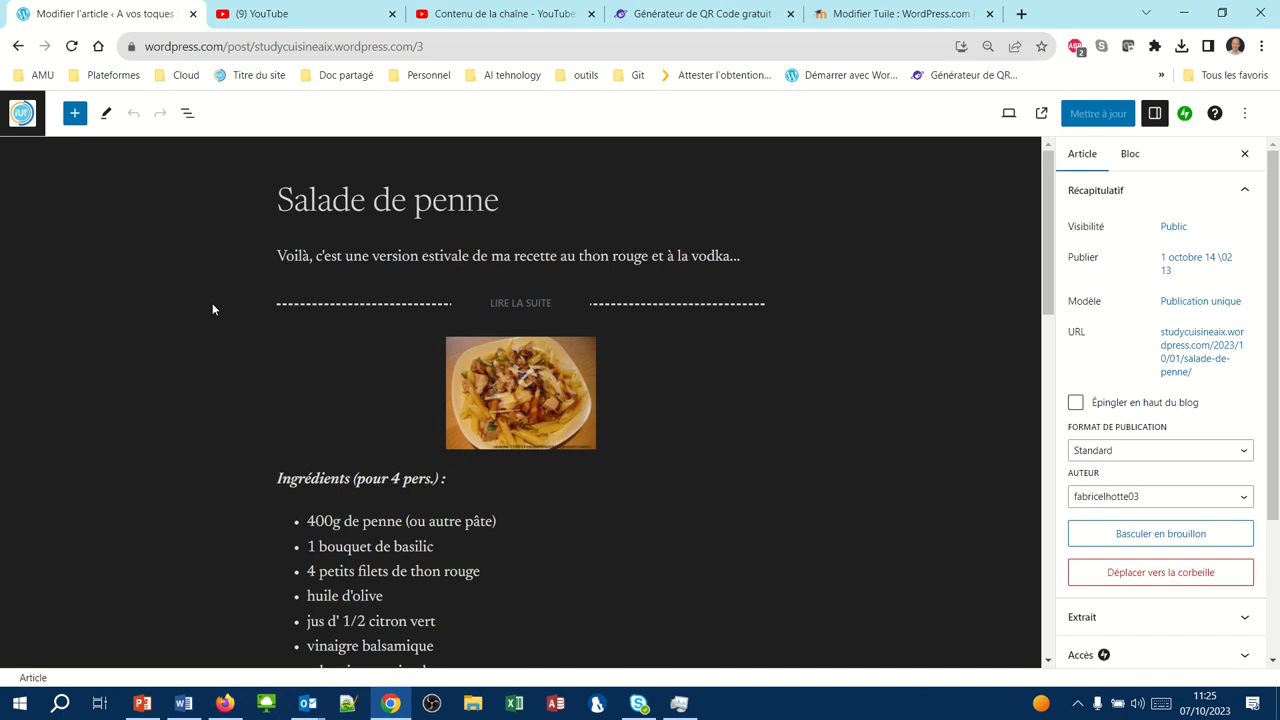 Modifier l'article « A vos toques
(9) YouTube
Contenu de la chaîne - YouTube
Générateur de QR Code gratuit
Modifier Tuile : WordPress.com
wordpress.com/post/studycuisineaix.wordpress.com/3
2
AMU
Plateformes
Cloud
Titre du site
Doc partagé
Personnel
AI tehnology
outils
Git
Attester l'obtention...
Démarrer avec Wor...
Générateur de QR...
»
Tous les favoris
Mettre à jour
Article
Bloc
Salade de penne
Voilà, c'est une version estivale de ma recette au thon rouge et à la vodka...
LIRE LA SUITE
Ingrédients (pour 4 pers.) :
• 400g de penne (ou autre pâte)
• 1 bouquet de basilic
• 4 petits filets de thon rouge
• huile d'olive
• jus d' 1/2 citron vert
• vinaigre balsamique
Récapitulatif
Visibilité
Public
Publier
1 octobre 14 \02
13
Modèle
Publication unique
URL
studycuisineaix.wor
dpress.com/2023/1
0/01/salade-de-
penne/
Épingler en haut du blog
FORMAT DE PUBLICATION
Standard
AUTEUR
fabricelhotte03
Basculer en brouillon
Déplacer vers la corbeille
Extrait
Accès
Article
11:25
07/10/2023